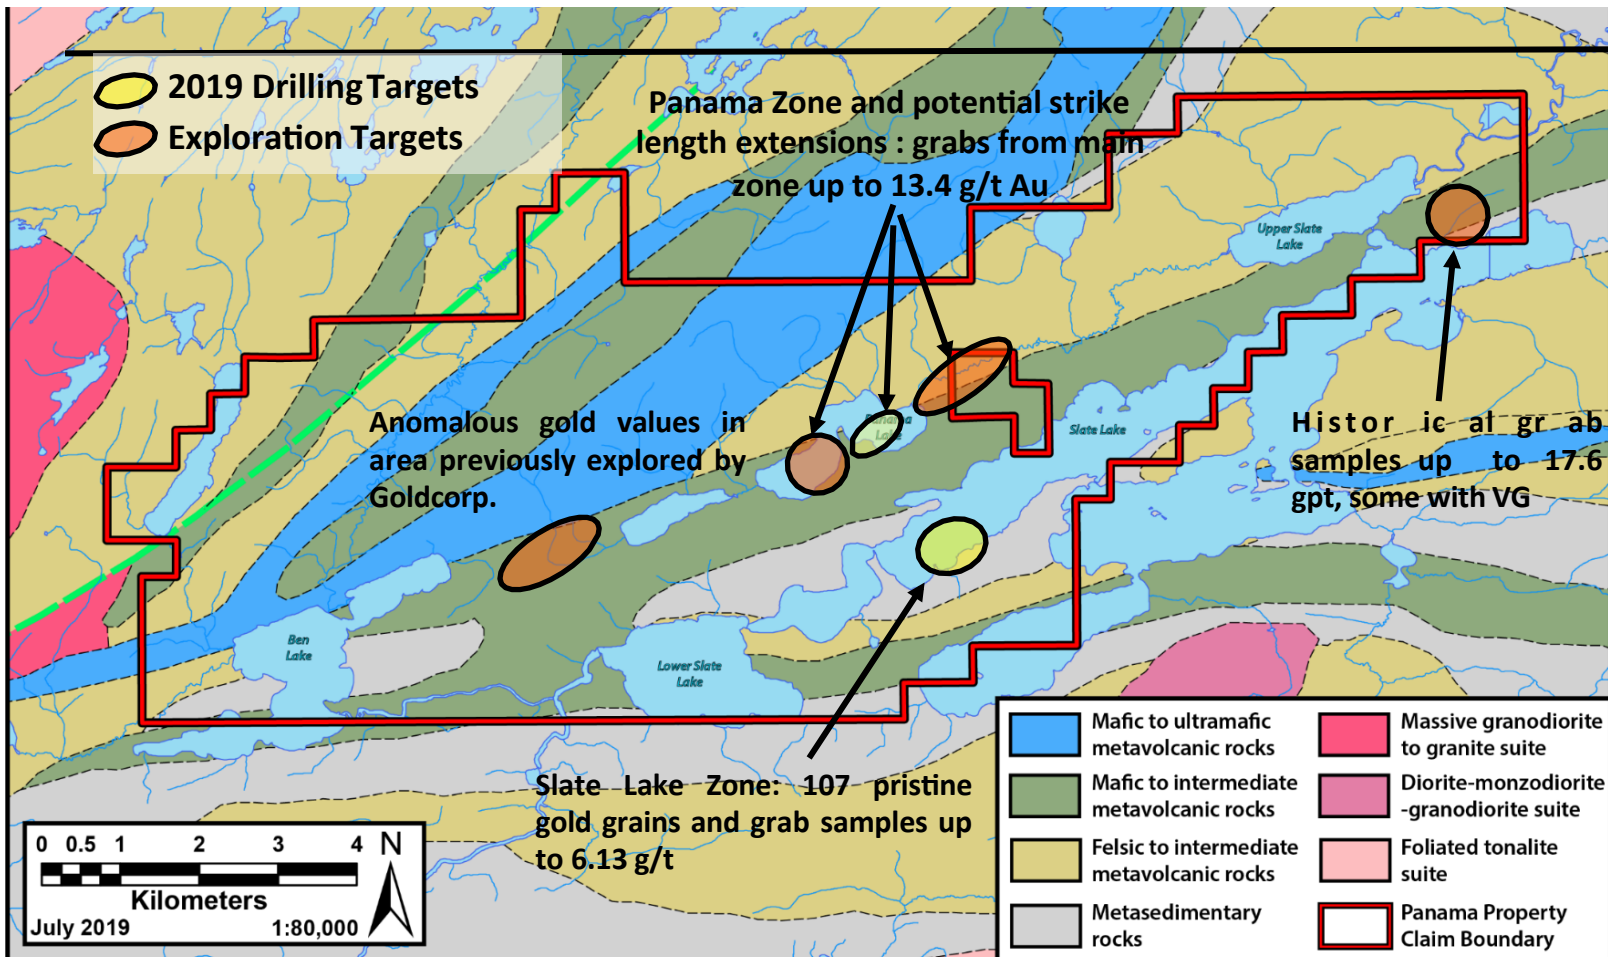 2019 Drilling Targets
Exploration Targets
Panama Zone and potential strike
length extensions : grabs from main
zone up to 13.4 g/t Au
Upper Slate
Lake
Anomalous gold values in
area previously explored by
Goldcorp.
Panama
Lake
Slate Lake
Histor ic al gr ab
samples up to 17.6
gpt, some with VG
Ben
Lake
Lower Slate
Lake
Slate Lake Zone: 107 pristine
gold grains and grab samples up
to 6.13 g/t
0 0.5 1 2 3 4 N
Kilometers
July 2019 1:80,000
Mafic to ultramafic
metavolcanic rocks
Mafic to intermediate
metavolcanic rocks
Felsic to intermediate
metavolcanic rocks
Metasedimentary
rocks
Massive granodiorite
to granite suite
Diorite-monzodiorite
-granodiorite suite
Foliated tonalite
suite
Panama Property
Claim Boundary